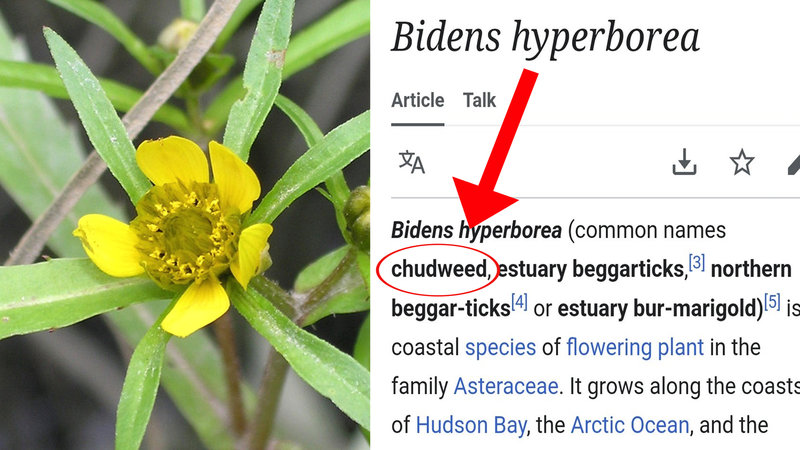 Bidens hyperborea
Article Talk
Bidens hyperborea (common names
chudweed, estuary beggarticks,[3] northern
beggar-ticks[4] or estuary bur-marigold)[5] is
coastal species of flowering plant in the
family Asteraceae. It grows along the coasts
of Hudson Bay, the Arctic Ocean, and the